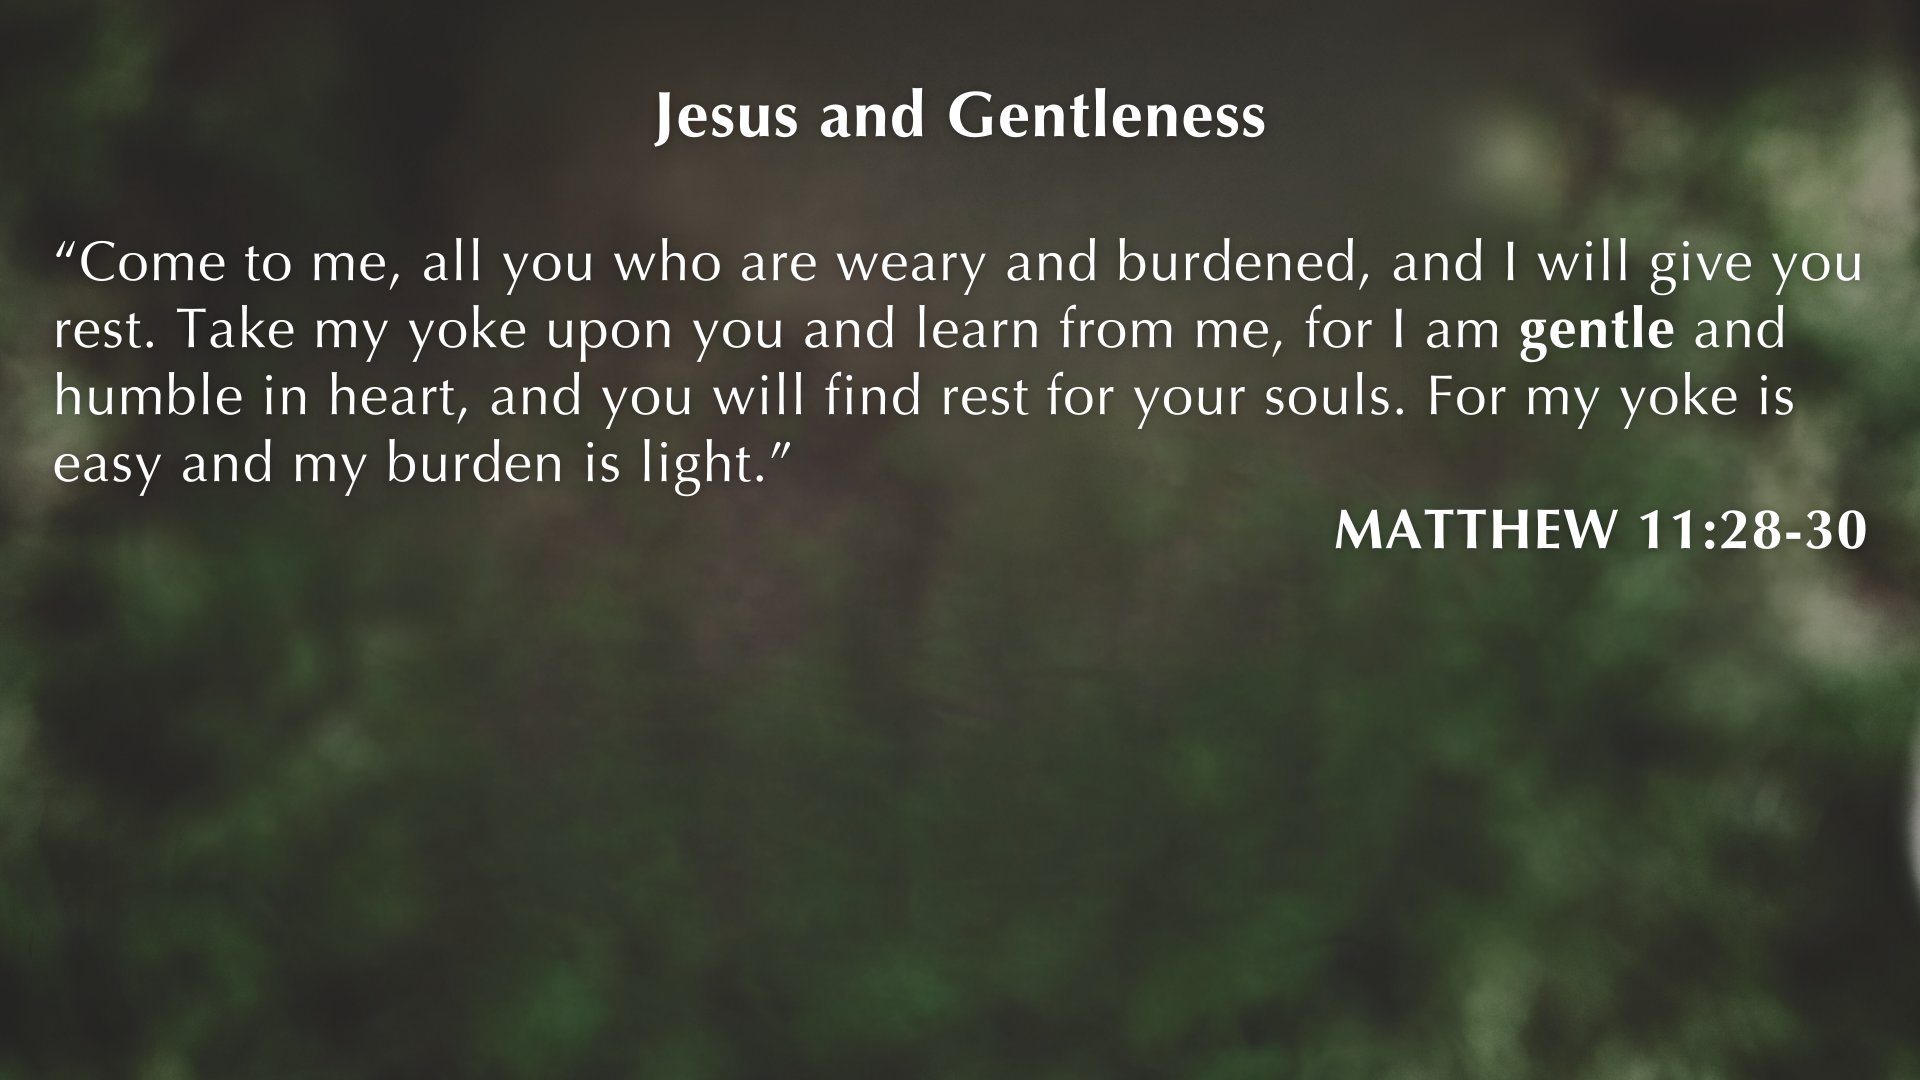 Jesus and Gentleness
“Come to me, all you who are weary and burdened, and I will give you
rest. Take my yoke upon you and learn from me, for I am gentle and
humble in heart, and you will find rest for your souls. For my yoke is
easy and my burden is light.”
MATTHEW 11:28-30